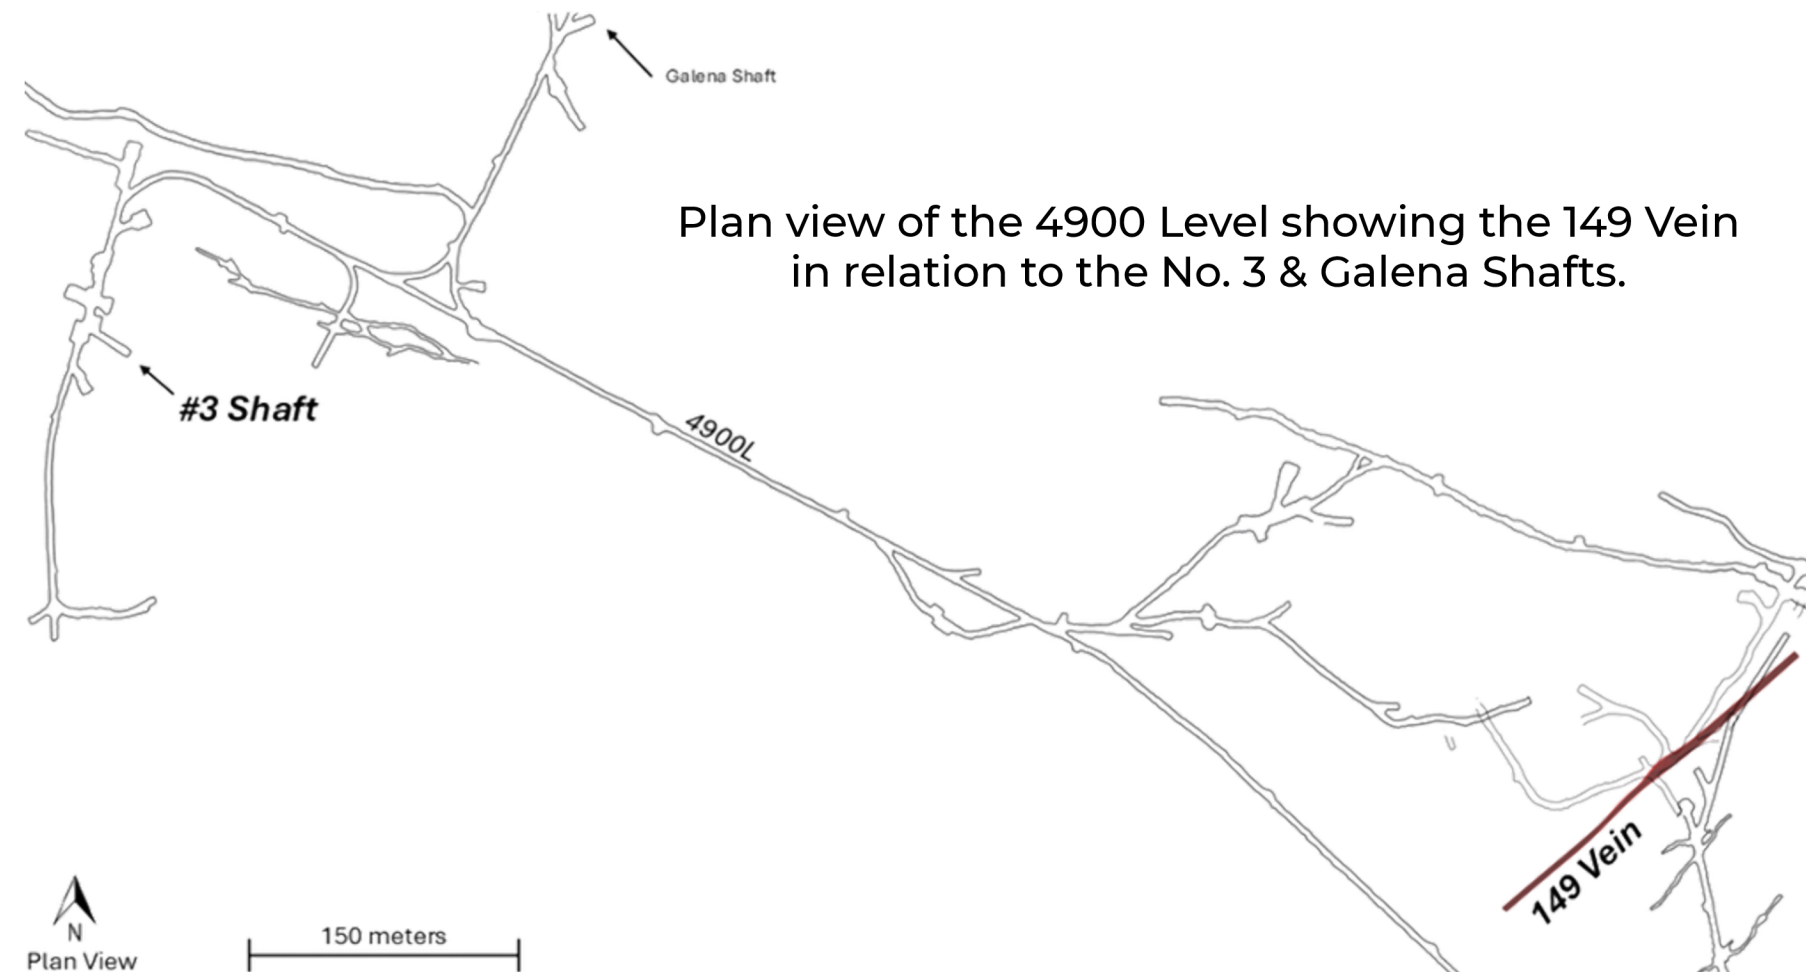 Galena Shaft
Plan view of the 4900 Level showing the 149 Vein
in relation to the No. 3 & Galena Shafts.
#3 Shaft
4900L
149 Vein
N
Plan View
150 meters